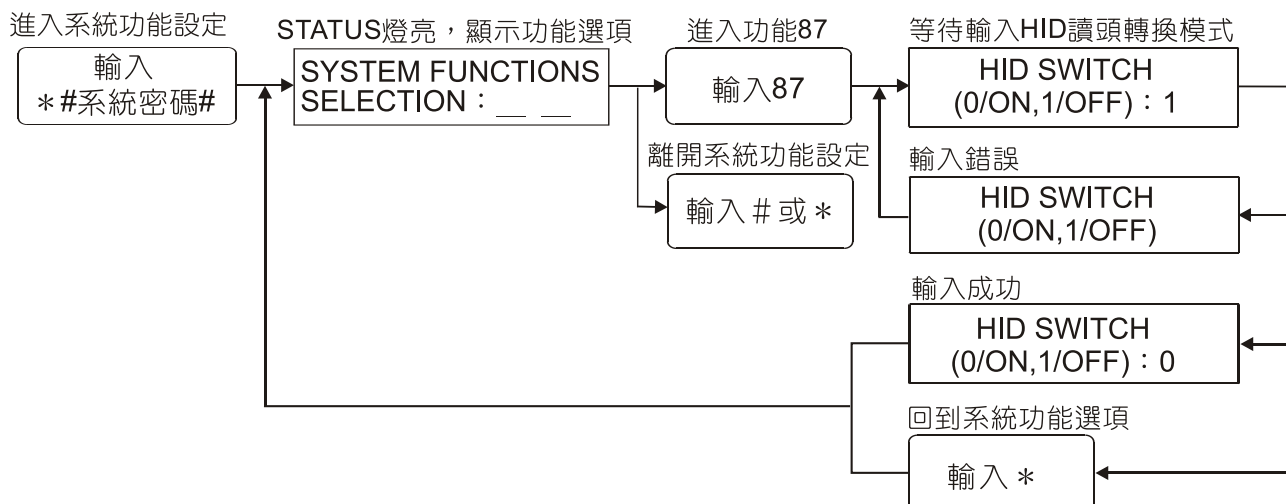 進入系統功能設定
輸入
＊#系統密碼#
STATUS燈亮，顯示功能選項
SYSTEM FUNCTIONS
SELECTION：__ __
進入功能87
輸入87
離開系統功能設定
輸入＃或＊
等待輸入HID讀頭轉換模式
HID SWITCH
(0/ON,1/OFF)：1
輸入錯誤
HID SWITCH
(0/ON,1/OFF)
輸入成功
HID SWITCH
(0/ON,1/OFF)：0
回到系統功能選項
輸入＊